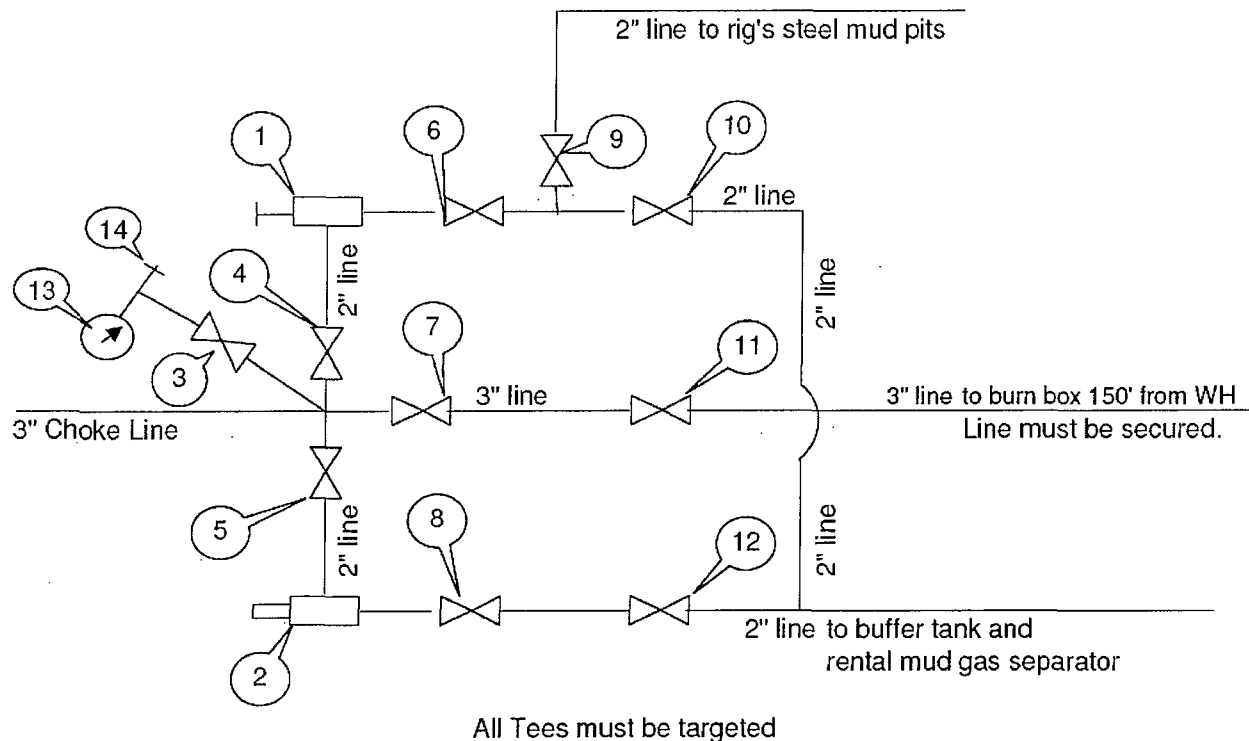 2" line to rig's steel mud pits
1
6
9
10
2" line
14
13
4
2" line
3
7
11
2" line
3" line
3" line to burn box 150' from WH
3" Choke Line
Line must be secured.
5
2" line
8
12
2" line
2
2" line to buffer tank and
rental mud gas separator
All Tees must be targeted